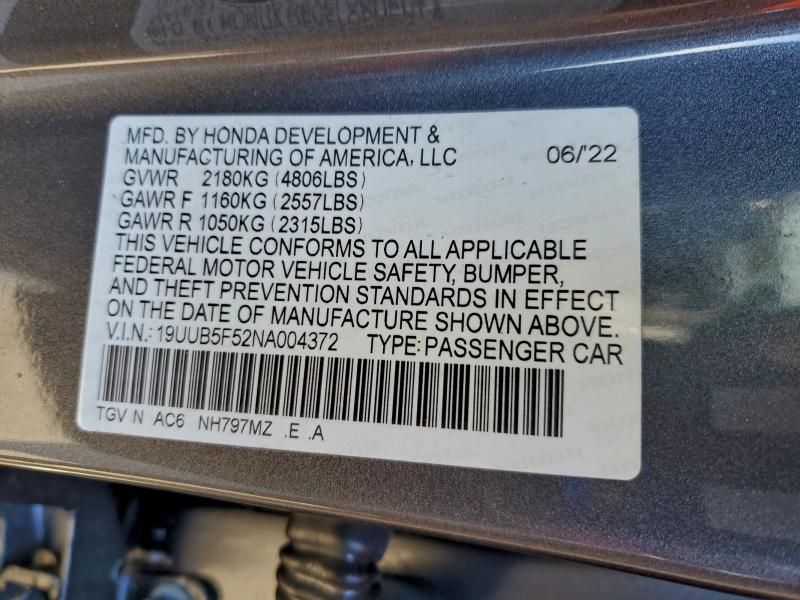 MFD. BY HONDA DEVELOPMENT &
MANUFACTURING OF AMERICA, LLC 06/'22
GVWR 2180KG (4806LBS)
GAWR F 1160KG (2557LBS)
GAWR R 1050KG (2315LBS)
THIS VEHICLE CONFORMS TO ALL APPLICABLE
FEDERAL MOTOR VEHICLE SAFETY, BUMPER,
AND THEFT PREVENTION STANDARDS IN EFFECT
ON THE DATE OF MANUFACTURE SHOWN ABOVE.
V.I.N.: 19UUB5F52NA004372 TYPE: PASSENGER CAR
TGV N AC6 NH797MZ .E .A